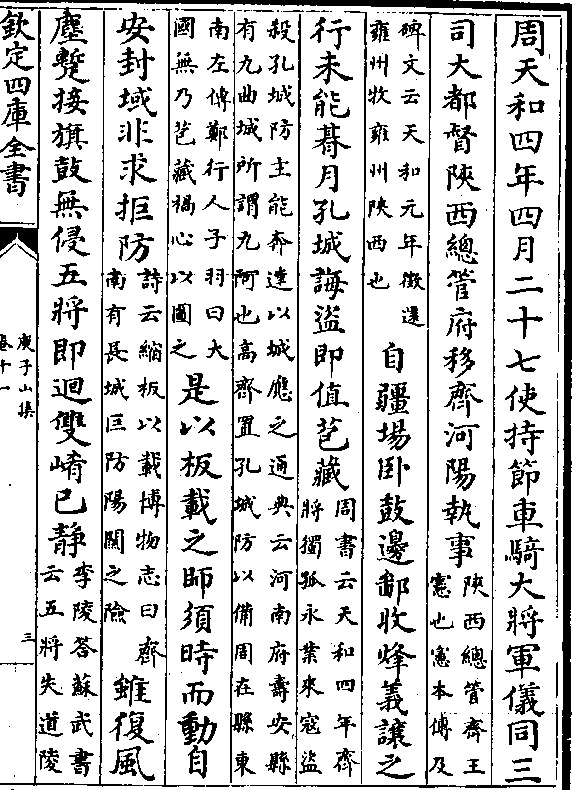 周天和四年四月二十七使持節車騎大將軍儀同三
司大都督陝西總管府移齊河陽執事陝西總管齊王
憲也憲本傳及
碑文云天和元年徵還
雍州牧雍州陝西也自疆場卧鼓邊鄙收烽義讓之
行未能朞月孔城誨盜即值苞藏周書云天和四年齊
將獨孤永業來寇盜
殺孔城防主能奔達以城應之通典云河南府壽安縣
有九曲城所謂九阿也高齊置孔城防以備周在縣東
南左傳鄭行人子羽曰大
國無乃苞藏禍心以圖之是以板載之師須時而動自
安封域非求拒防詩云縮板以載博物志曰齊
南有長城巨防陽關之險雖復風
塵蹔接旗鼓無侵五將即迴雙崤已靜李陵答蘇武書
云五將失道陵
欽定四庫全書
庾子山集
卷十一
三